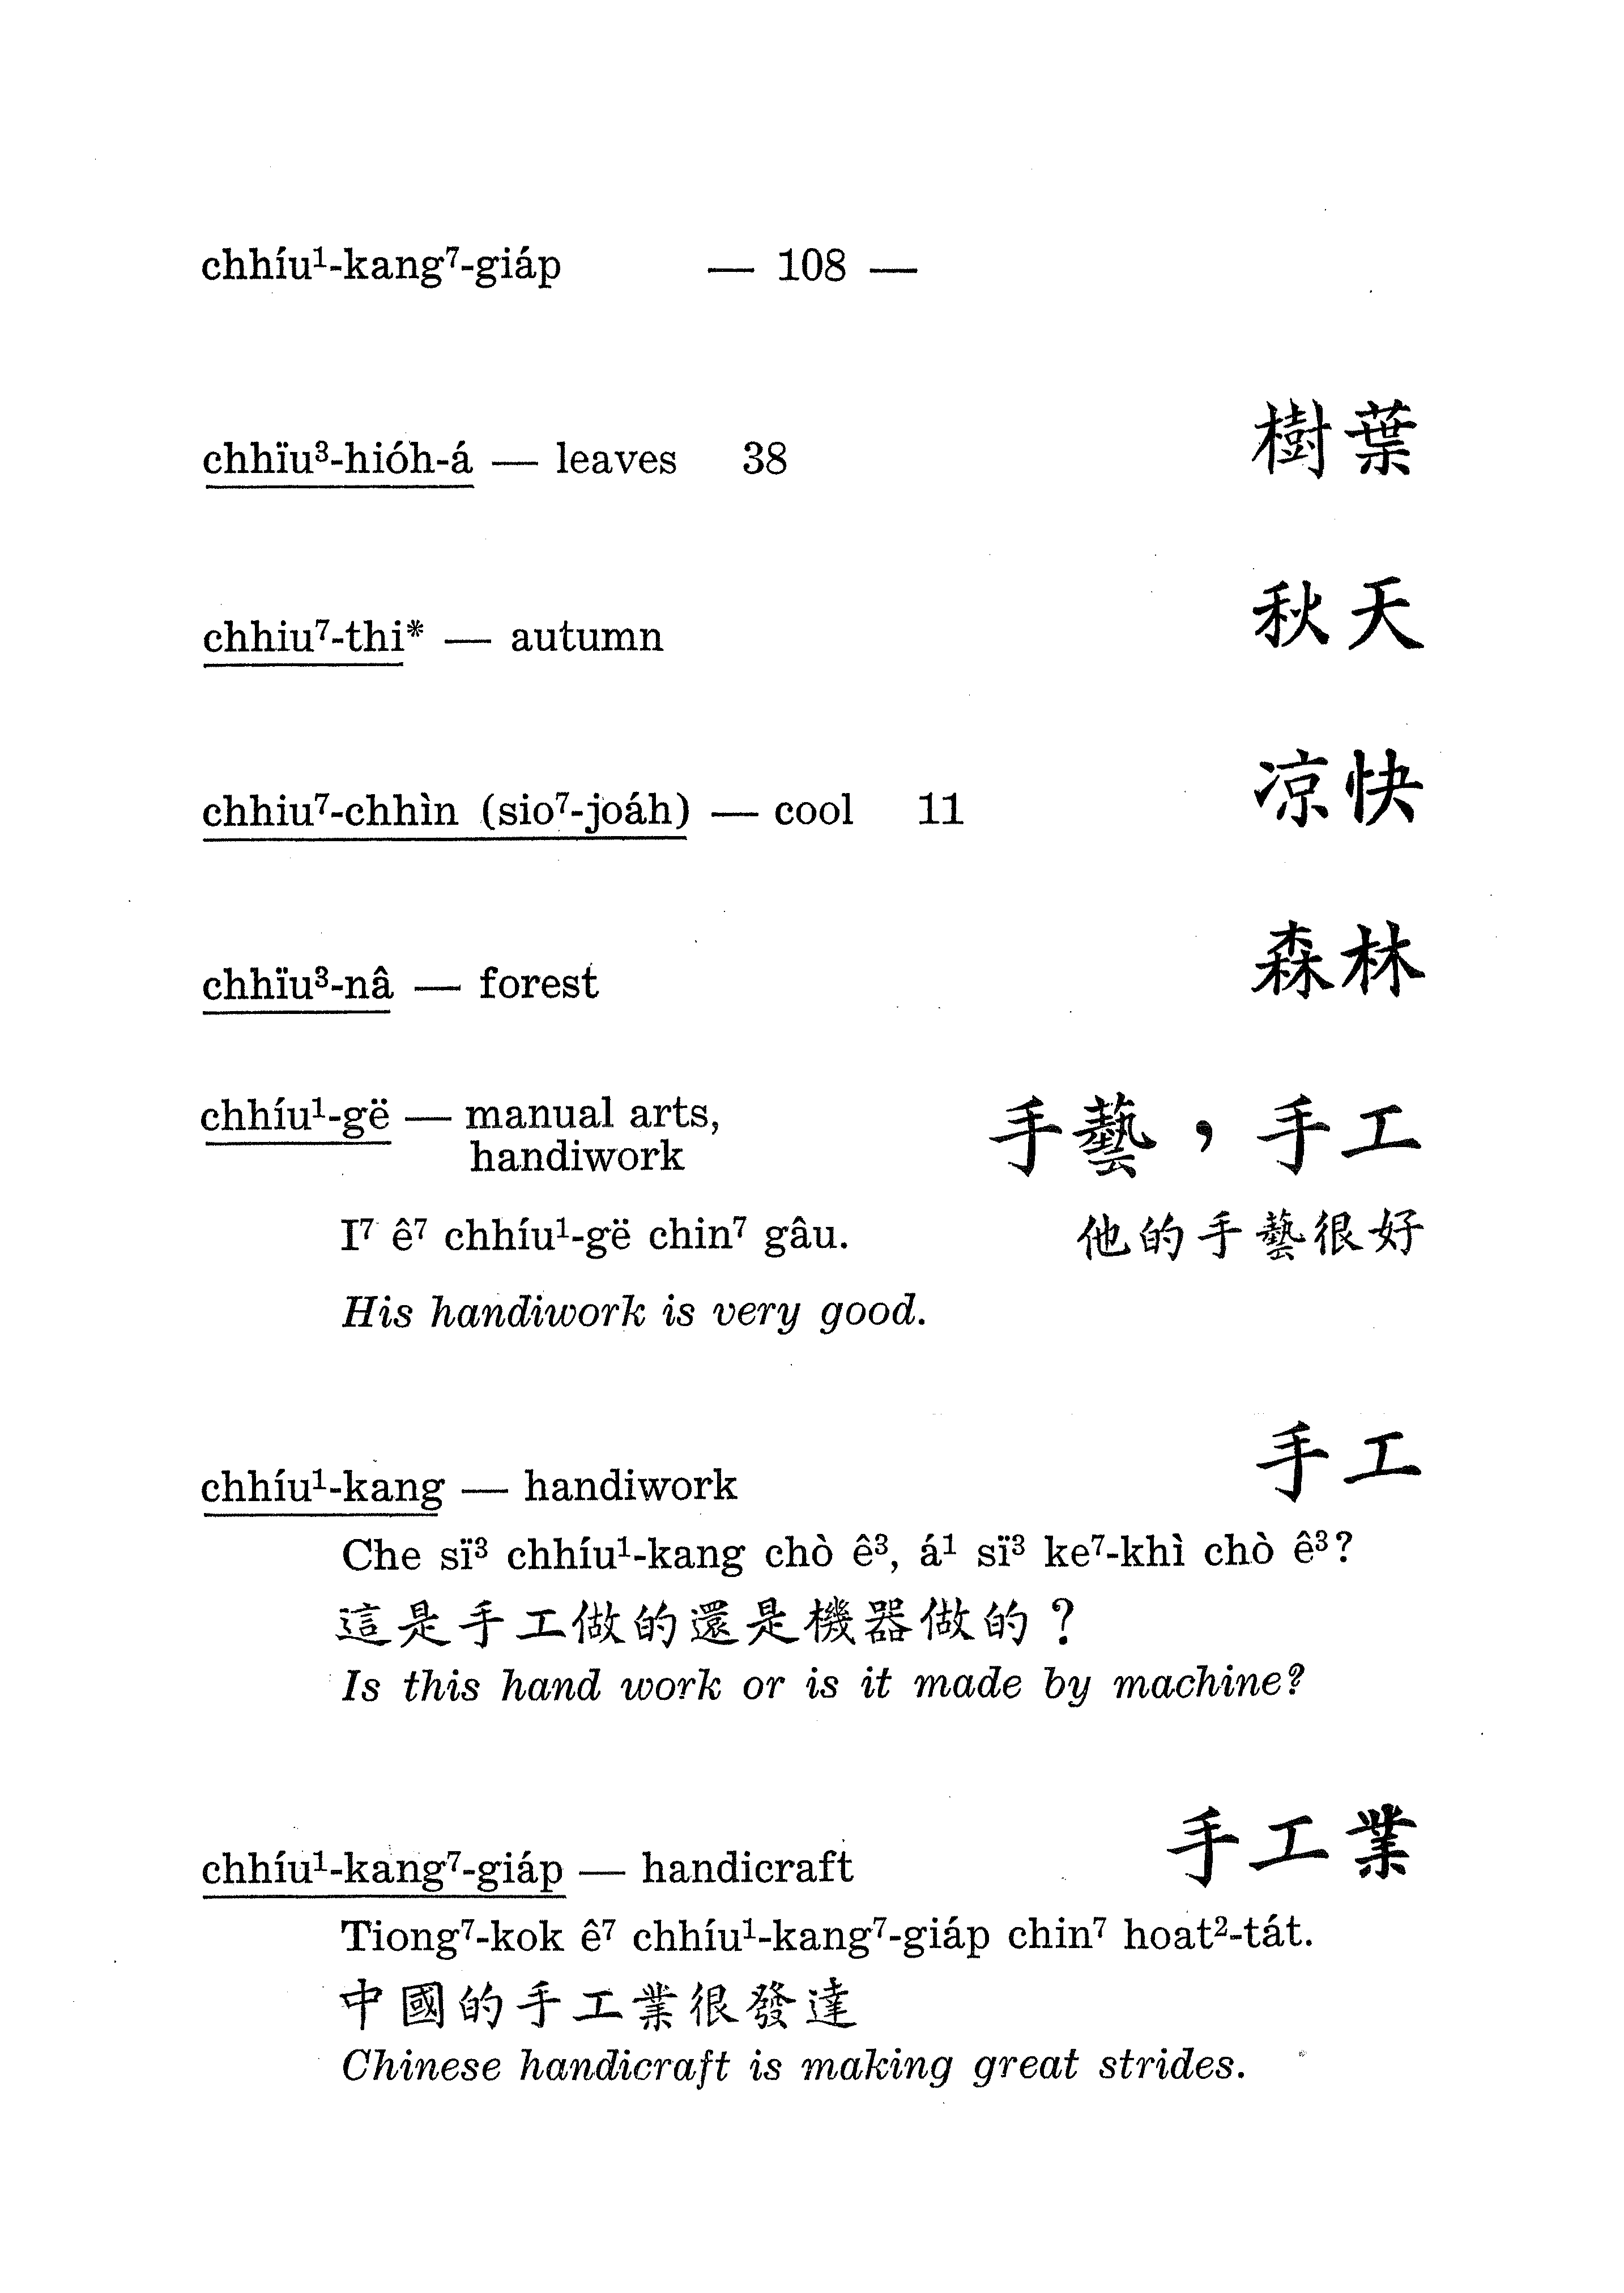 chhíu¹-kang⁷-giáp — 108 —
chhïu³-hióh-á — leaves 38 樹葉
chhiu⁷-thi* — autumn 秋天
chhiu⁷-chhìn (sio⁷-joáh) — cool 11 凉快
chhïu³-nâ — forest 森林
chhíu¹-gë — manual arts, 手藝，手工
handiwork
I⁷ ê⁷ chhíu¹-gë chin⁷ gâu. 他的手藝很好
His handiwork is very good.
chhíu¹-kang — handiwork 手工
Che sï³ chhíu¹-kang chò ê³, á¹ sï³ ke⁷-khì chò ê³?
這是手工做的還是機器做的？
Is this hand work or is it made by machine?
chhíu¹-kang⁷-giáp — handicraft 手工業
Tiong⁷-kok ê⁷ chhíu¹-kang⁷-giáp chin⁷ hoat²-tát.
中國的手工業很發達
Chinese handicraft is making great strides.